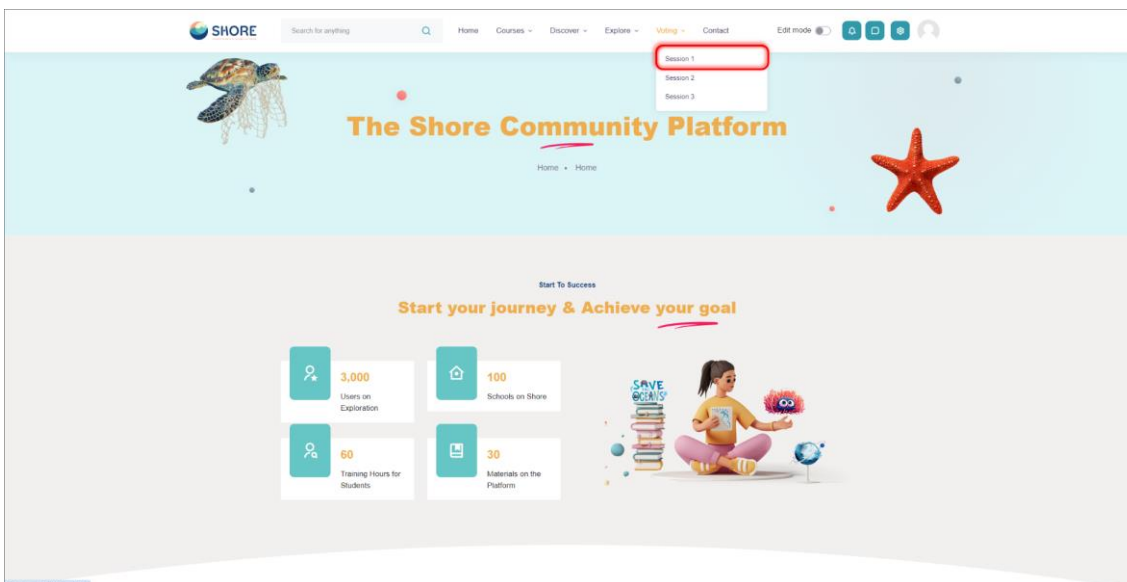 SHORE
Search for anything
Home
Courses
Discover
Explore
Voting
Contact
Edit mode
Session 1
Session 2
Session 3
The Shore Community Platform
Home • Home
Start To Success
Start your journey & Achieve your goal
3,000
Users on
Exploration
100
Schools on Shore
60
Training Hours for
Students
30
Materials on the
Platform
SAVE
OCEANS